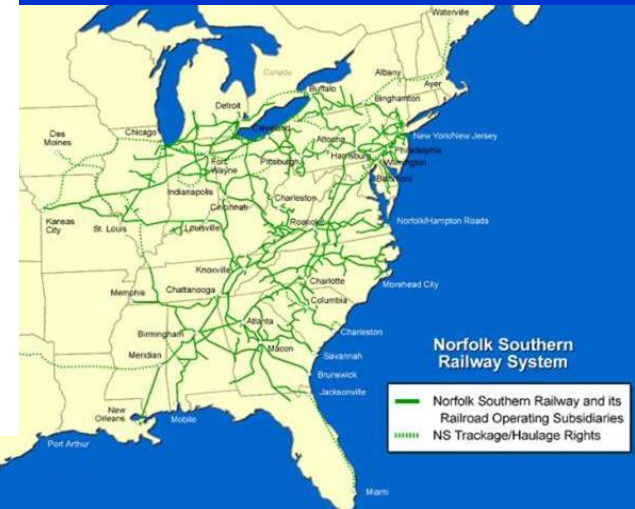 Waterville
Canada
Albany
Ayer
Buffalo
Binghamton
Detroit
Des
Moines
Chicago
Cleveland
New York/New Jersey
Altoona
Philadelphia
Fort
Wayne
Pittsburgh
Harrisburg
Wilmington
Baltimore
Indianapolis
Cincinnati
Charleston
Kansas
City
St. Louis
Louisville
Roanoke
Norfolk/Hampton Roads
Knoxville
Charlotte
Morehead City
Memphis
Chattanooga
Columbia
Atlanta
Birmingham
Charleston
Macon
Meridian
Savannah
Brunswick
Jacksonville
New
Orleans
Mobile
Port Arthur
Miami
Norfolk Southern
Railway System
Norfolk Southern Railway and its
Railroad Operating Subsidiaries
NS Trackage/Haulage Rights